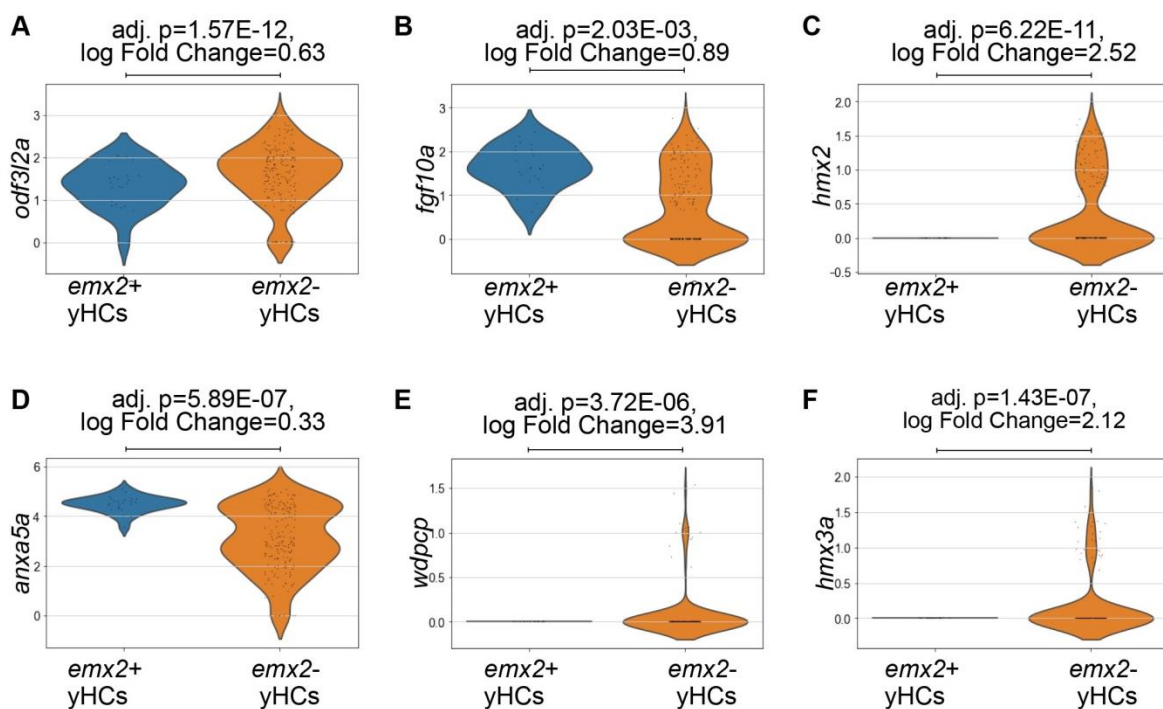 A
adj. p=1.57E-12,
log Fold Change=0.63
odf3l2a
3
2
1
0
emx2+
yHCs
emx2-
yHCs
B
adj. p=2.03E-03,
log Fold Change=0.89
fgf10a
3
2
1
0
emx2+
yHCs
emx2-
yHCs
C
adj. p=6.22E-11,
log Fold Change=2.52
hmx2
2.0
1.5
1.0
0.5
0.0
-0.5
emx2+
yHCs
emx2-
yHCs
D
adj. p=5.89E-07,
log Fold Change=0.33
anxa5a
6
4
2
0
emx2+
yHCs
emx2-
yHCs
E
adj. p=3.72E-06,
log Fold Change=3.91
wdpcp
1.5
1.0
0.5
0.0
emx2+
yHCs
emx2-
yHCs
F
adj. p=1.43E-07,
log Fold Change=2.12
hmx3a
2.0
1.5
1.0
0.5
0.0
emx2+
yHCs
emx2-
yHCs